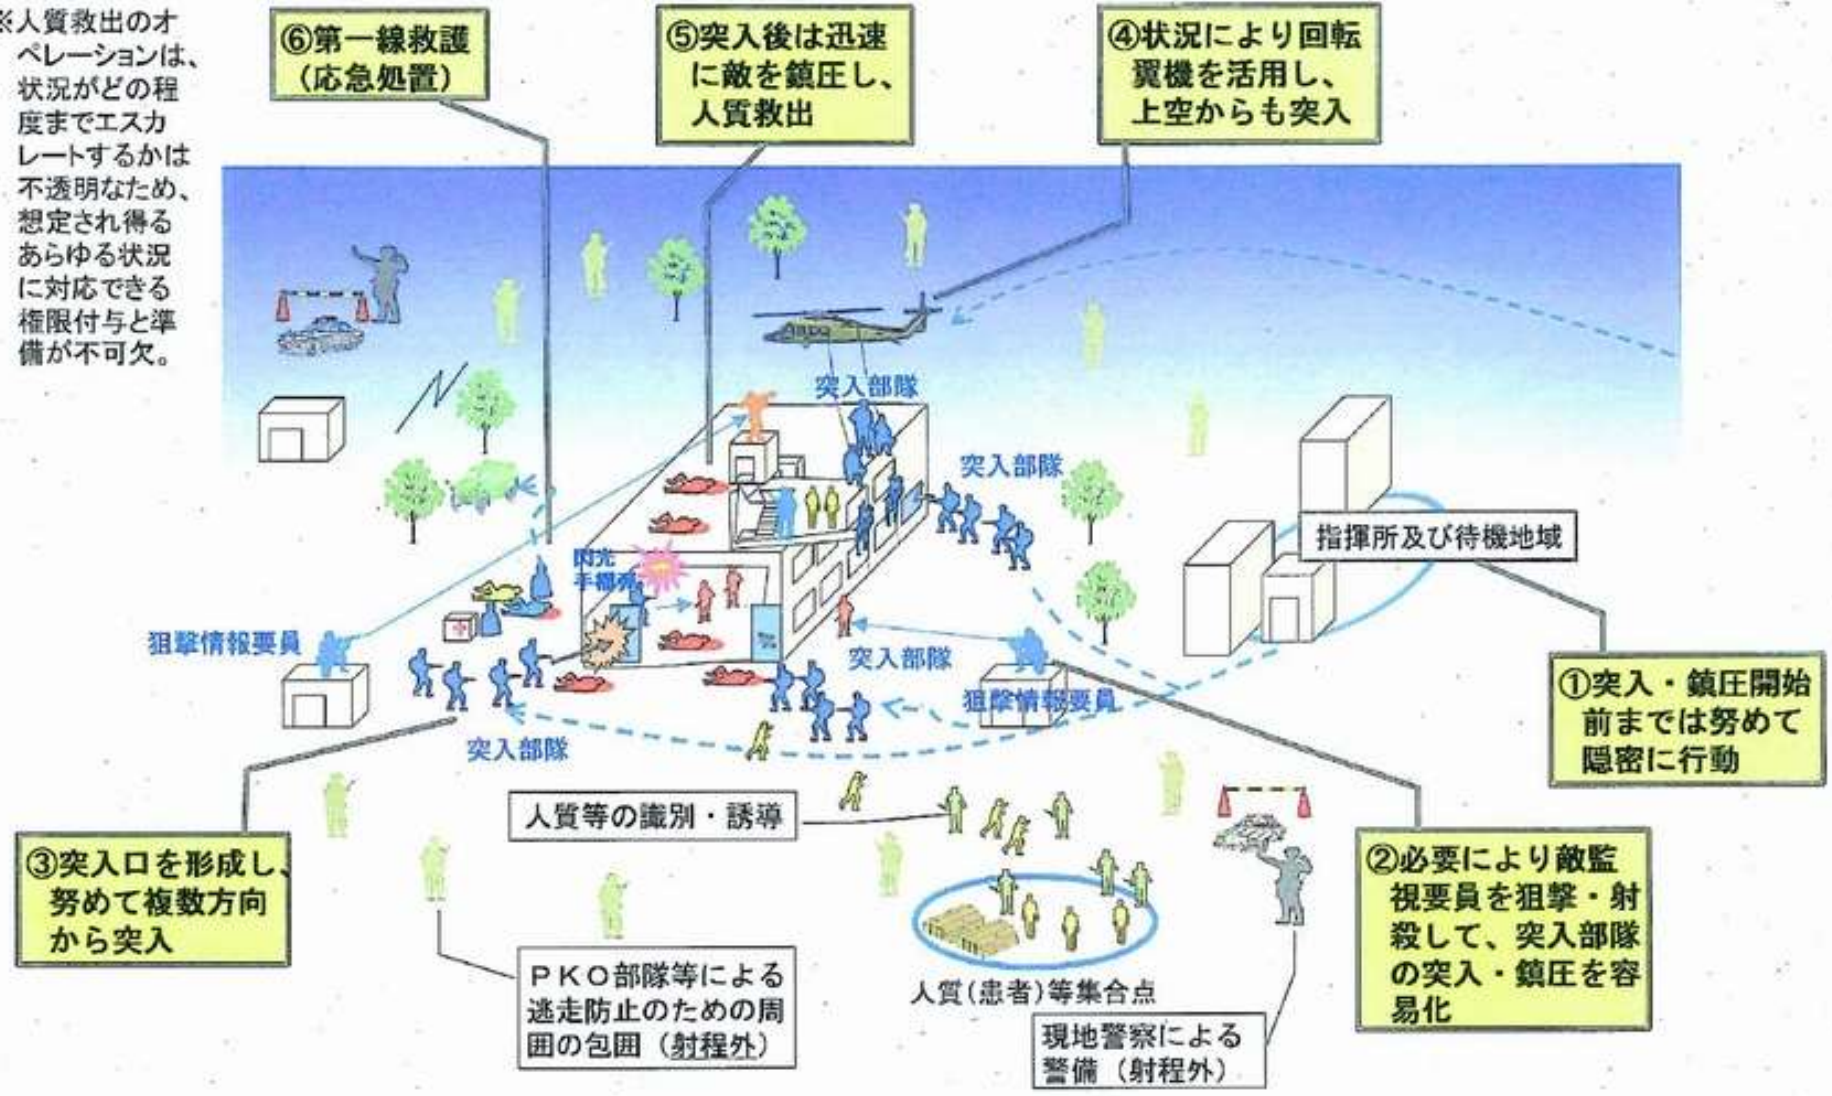 ※人質救出のオ
ペレーションは、
状況がどの程
度までエスカ
レートするかは
不透明なため、
想定され得る
あらゆる状況
に対応できる
権限付与と準
備が不可欠。
⑥第一線救護
（応急処置）
⑤突入後は迅速
に敵を鎮圧し、
人質救出
④状況により回転
翼機を活用し、
上空からも突入
突入部隊
突入部隊
指揮所及び待機地域
閃光
手榴弾
狙撃情報要員
突入部隊
狙撃情報要員
突入部隊
①突入・鎮圧開始
前までは努めて
隠密に行動
人質等の識別・誘導
③突入口を形成し、
努めて複数方向
から突入
②必要により敵監
視要員を狙撃・射
殺して、突入部隊
の突入・鎮圧を容
易化
ＰＫＯ部隊等による
逃走防止のための周
囲の包囲（射程外）
人質(患者)等集合点
現地警察による
警備（射程外）